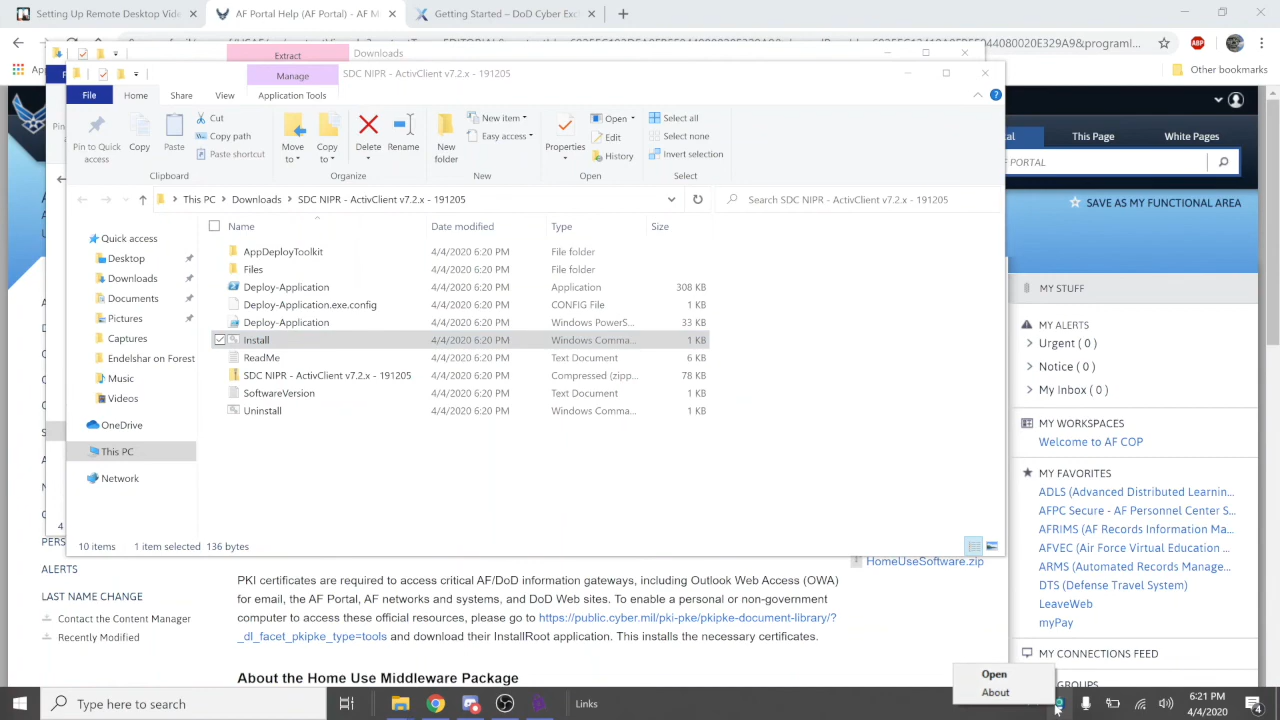 Setting up Remote Desktop Video
AF Portal Help (AF Portal) - AF M
Getting Started – DoD Cyber Exc
ABP
Other bookmarks
Extract
Downloads
Manage
SDC NIPR - ActivClient v7.2.x - 191205
File
Home
Share
View
Application Tools
Pin to Quick access
Copy
Paste
Cut
Copy path
Paste shortcut
Move to
Copy to
Delete
Rename
New folder
New item
Easy access
Properties
Open
Edit
History
Select all
Select none
Invert selection
Clipboard
Organize
New
Open
Select
This Page
White Pages
SAVE AS MY FUNCTIONAL AREA
This PC
Downloads
SDC NIPR - ActivClient v7.2.x - 191205
Search SDC NIPR - ActivClient v7.2.x - 191205
Name
Date modified
Type
Size
Quick access
Desktop
Downloads
Documents
Pictures
Captures
Endelshar on Forest
Music
Videos
OneDrive
This PC
Network
AppDeployToolkit 4/4/2020 6:20 PM File folder
Files 4/4/2020 6:20 PM File folder
Deploy-Application 4/4/2020 6:20 PM Application 308 KB
Deploy-Application.exe.config 4/4/2020 6:20 PM CONFIG File 1 KB
Deploy-Application 4/4/2020 6:20 PM Windows PowerS... 33 KB
Install 4/4/2020 6:20 PM Windows Comma... 1 KB
ReadMe 4/4/2020 6:20 PM Text Document 6 KB
SDC NIPR - ActivClient v7.2.x - 191205 4/4/2020 6:20 PM Compressed (zipp... 78 KB
SoftwareVersion 4/4/2020 6:20 PM Text Document 1 KB
Uninstall 4/4/2020 6:20 PM Windows Comma... 1 KB
10 items 1 item selected 136 bytes
MY STUFF
MY ALERTS
Urgent ( 0 )
Notice ( 0 )
My Inbox ( 0 )
MY WORKSPACES
Welcome to AF COP
MY FAVORITES
ADLS (Advanced Distributed Learnin...
AFPC Secure - AF Personnel Center S...
AFRIMS (AF Records Information Ma...
AFVEC (Air Force Virtual Education ...
ARMS (Automated Records Manage...
DTS (Defense Travel System)
LeaveWeb
myPay
MY CONNECTIONS FEED
HomeUseSoftware.zip
ALERTS
LAST NAME CHANGE
Contact the Content Manager
Recently Modified
PKI certificates are required to access critical AF/DoD information gateways, including Outlook Web Access (OWA)
for email, the AF Portal, AF networks and systems, and DoD Web sites. To enable a personal or non-government
computer to access these official resources, please go to https://public.cyber.mil/pki-pke/pkipke-document-library/?
_dl_facet_pkipke_type=tools and download their InstallRoot application. This installs the necessary certificates.
About the Home Use Middleware Package
Open
About
Type here to search
Links
6:21 PM
4/4/2020
4